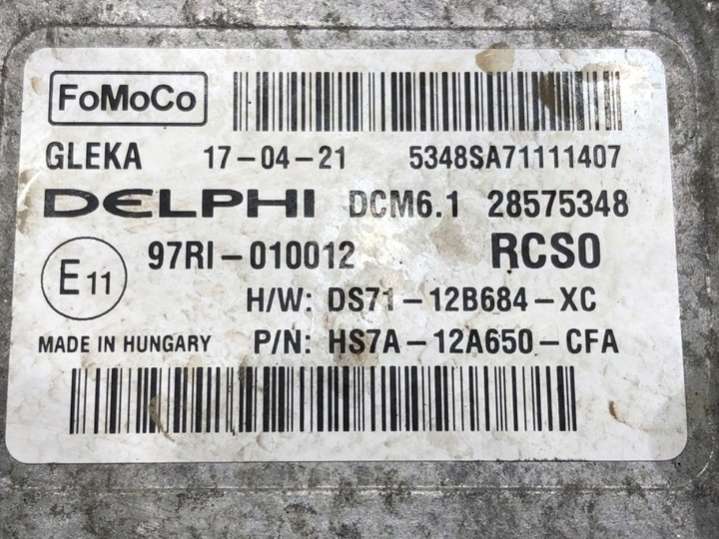 FoMoCo
GLEKA 17-04-21 5348SA71111407
DELPHI DCM6.1 28575348
E11 97RI-010012 RCS0
H/W: DS71-12B684-XC
MADE IN HUNGARY P/N: HS7A-12A650-CFA